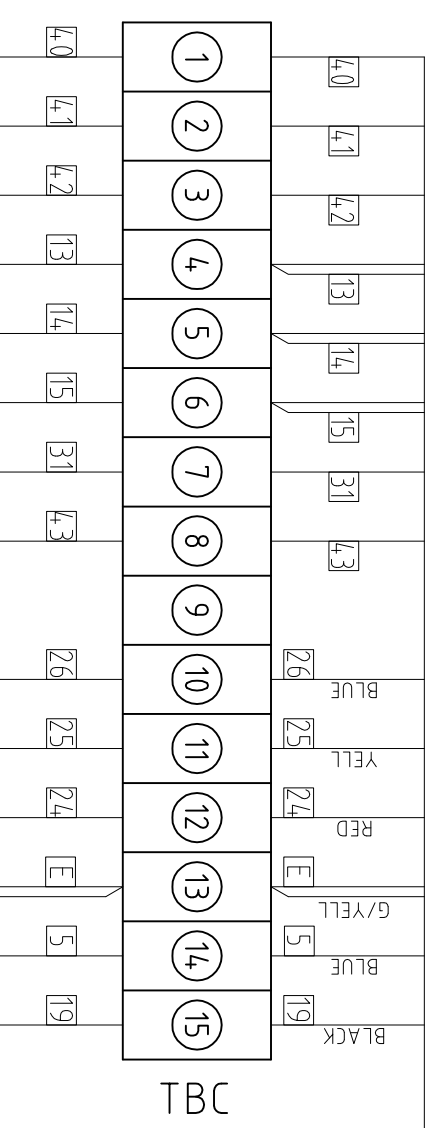 40 1 40
41 2 41
42 3 42
13 4 13
14 5 14
15 6 15
31 7 31
43 8 43
9
26 10 26 BLUE
25 11 25 YELL
24 12 24 RED
E 13 E G/YELL
5 14 5 BLUE
19 15 19 BLACK
TBC